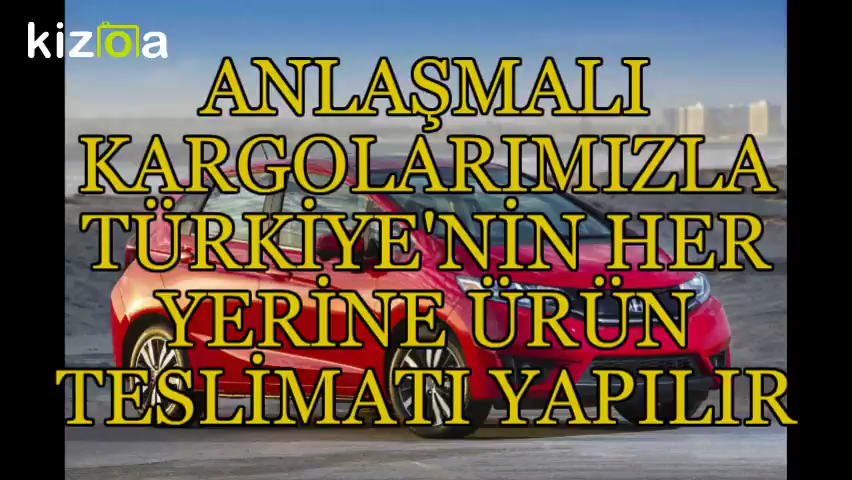 kizoa
ANLAŞMALI
KARGOLARIMIZLA
TÜRKİYE'NİN HER
YERİNE ÜRÜN
TESLİMATI YAPILIR